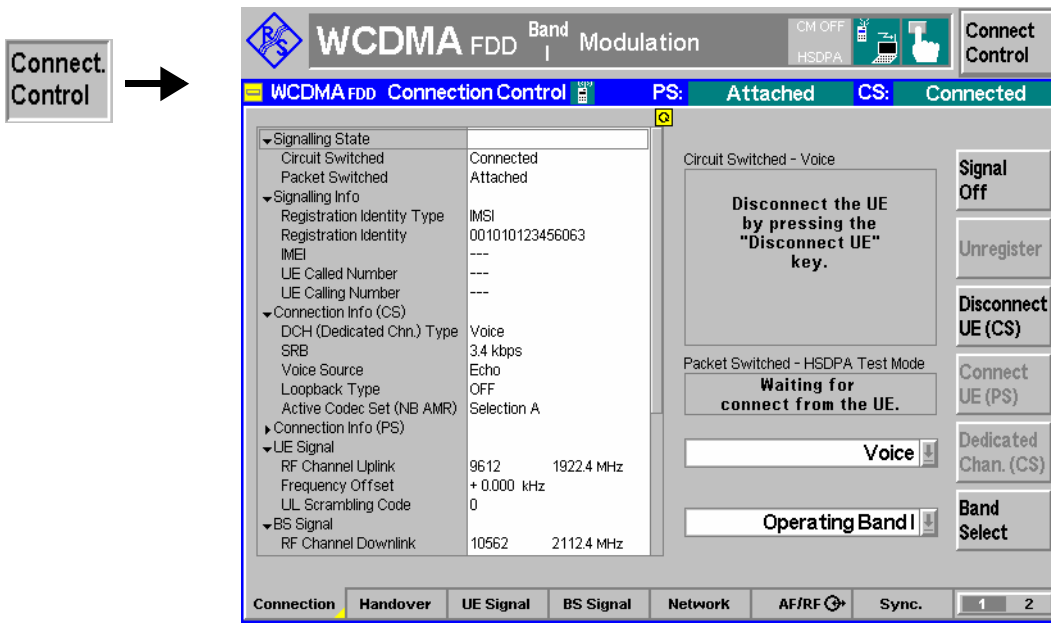 Connect.
Control
R S
WCDMA FDD Band I Modulation
CM OFF
HSDPA
Connect
Control
WCDMA FDD Connection Control PS: Attached CS: Connected
Signalling State
Circuit Switched Connected
Packet Switched Attached
Signalling Info
Registration Identity Type IMSI
Registration Identity 001010123456063
IMEI ---
UE Called Number ---
UE Calling Number ---
Connection Info (CS)
DCH (Dedicated Chn.) Type Voice
SRB 3.4 kbps
Voice Source Echo
Loopback Type OFF
Active Codec Set (NB AMR) Selection A
Connection Info (PS)
UE Signal
RF Channel Uplink 9612 1922.4 MHz
Frequency Offset + 0.000 kHz
UL Scrambling Code 0
BS Signal
RF Channel Downlink 10562 2112.4 MHz
Circuit Switched - Voice
Disconnect the UE
by pressing the
"Disconnect UE"
key.
Packet Switched - HSDPA Test Mode
Waiting for
connect from the UE.
Voice
Operating Band I
Signal
Off
Unregister
Disconnect
UE (CS)
Connect
UE (PS)
Dedicated
Chan. (CS)
Band
Select
Connection Handover UE Signal BS Signal Network AF/RF Sync. 1 2